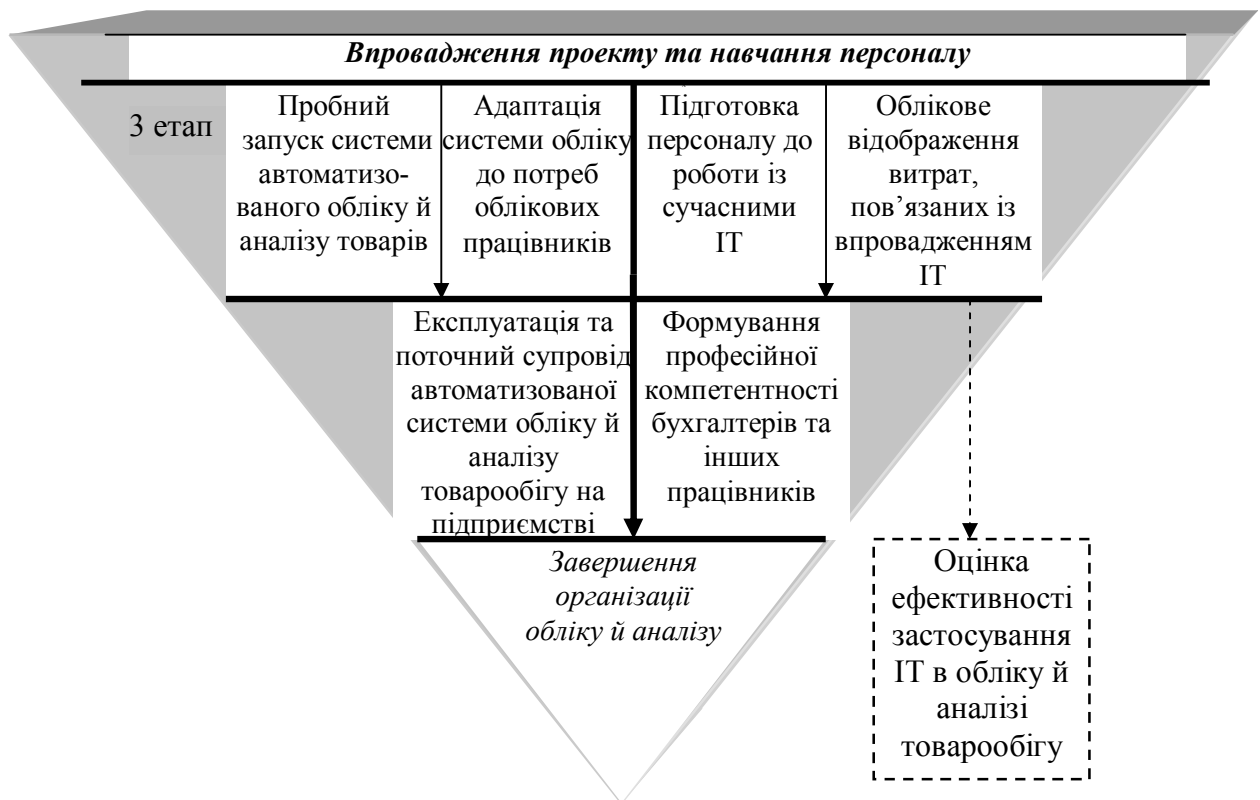 Впровадження проекту та навчання персоналу
3 етап
Пробний
запуск системи
автоматизо-
ваного обліку й
аналізу товарів
Адаптація
системи обліку
до потреб
облікових
працівників
Підготовка
персоналу до
роботи із
сучасними
ІТ
Облікове
відображення
витрат,
пов’язаних із
впровадженням
ІТ
Експлуатація та
поточний супровід
автоматизованої
системи обліку й
аналізу
товарообігу на
підприємстві
Формування
професійної
компетентності
бухгалтерів та
інших
працівників
Завершення
організації
обліку й аналізу
Оцінка
ефективності
застосування
ІТ в обліку й
аналізі
товарообігу